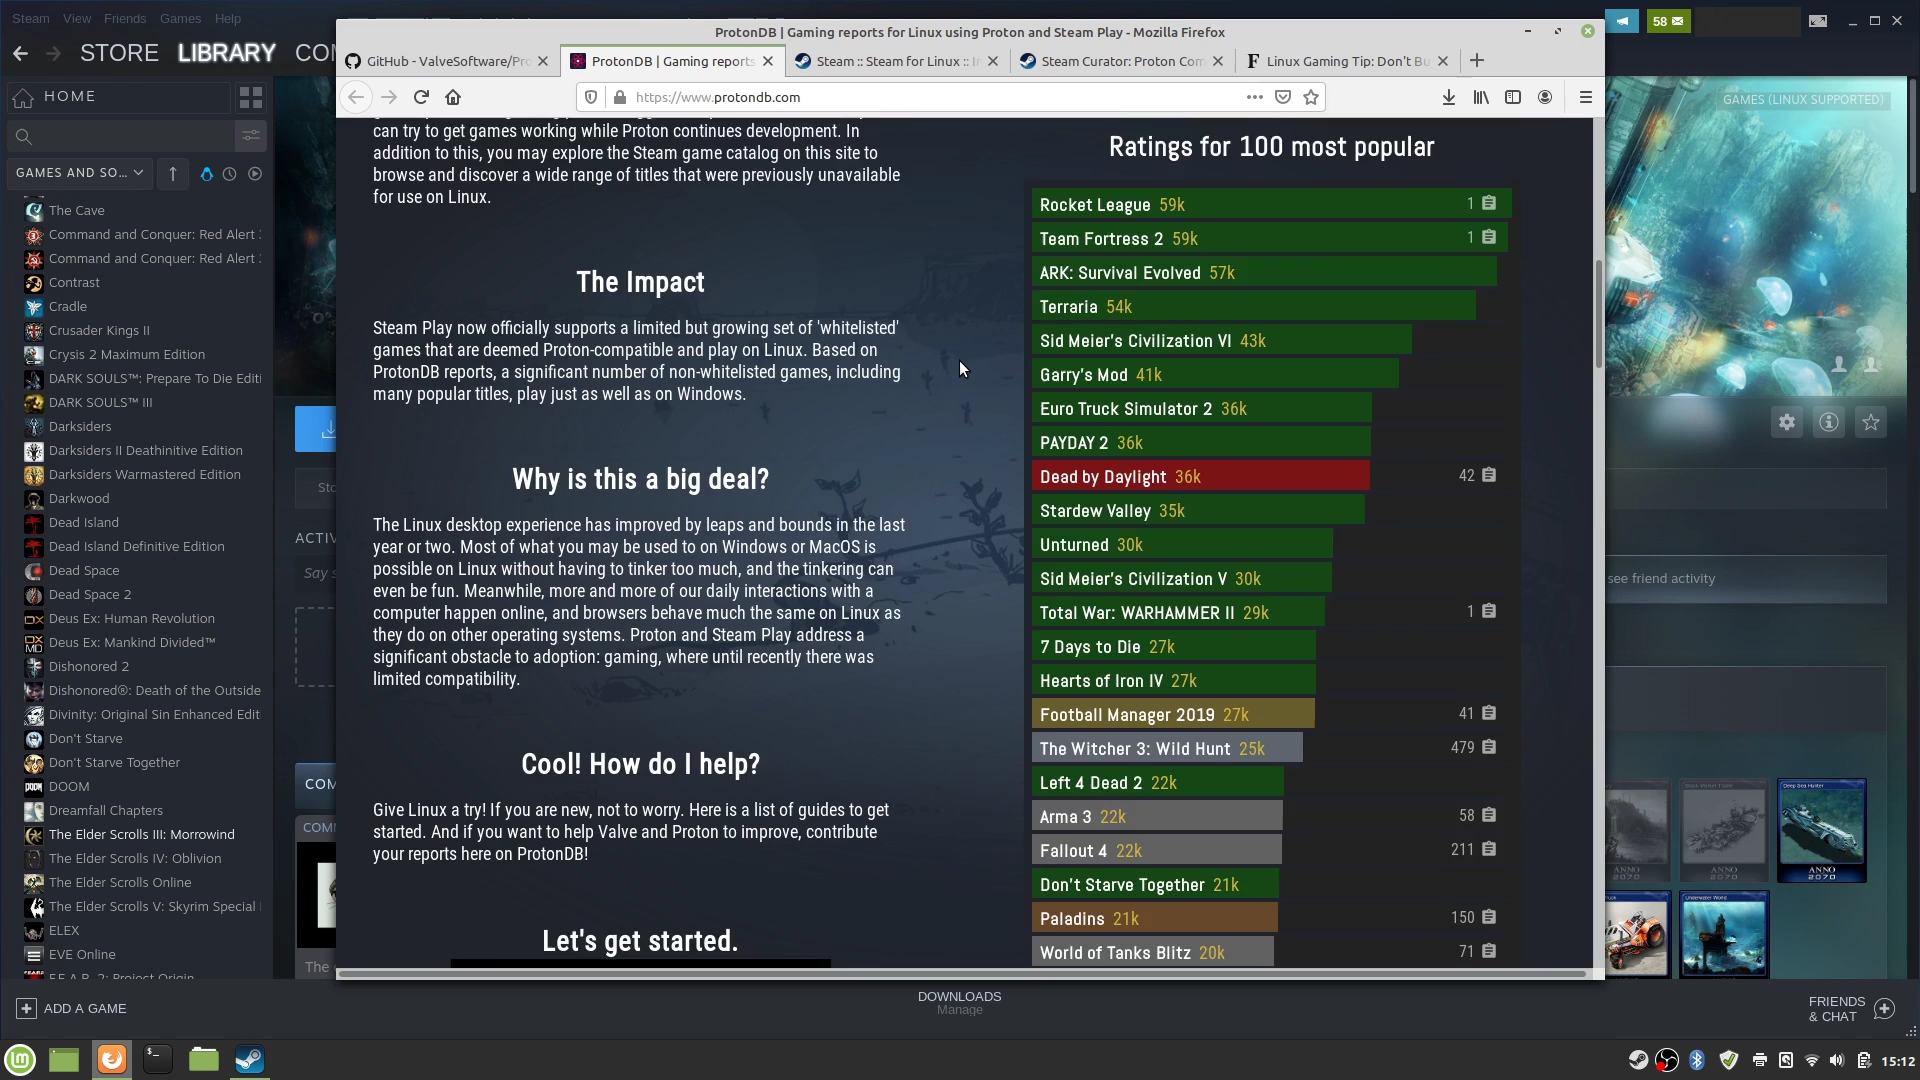 Steam View Friends Games Help
STORE LIBRARY
58
HOME
GAMES AND SO...
The Cave
Command and Conquer: Red Alert
Command and Conquer: Red Alert
Contrast
Cradle
Crusader Kings II
Crysis 2 Maximum Edition
DARK SOULS™: Prepare To Die Editi
DARK SOULS™ III
Darksiders
Darksiders II Deathinitive Edition
Darksiders Warmastered Edition
Darkwood
Dead Island
Dead Island Definitive Edition
Dead Space
Dead Space 2
Deus Ex: Human Revolution
Deus Ex: Mankind Divided™
Dishonored 2
Dishonored®: Death of the Outside
Divinity: Original Sin Enhanced Edit
Don't Starve
Don't Starve Together
DOOM
Dreamfall Chapters
The Elder Scrolls III: Morrowind
The Elder Scrolls IV: Oblivion
The Elder Scrolls Online
The Elder Scrolls V: Skyrim Special
ELEX
EVE Online
F.E.A.R. 2: Project Origin
ADD A GAME
ProtonDB | Gaming reports for Linux using Proton and Steam Play - Mozilla Firefox
GitHub - ValveSoftware/Pro
ProtonDB | Gaming reports
Steam :: Steam for Linux :: In
Steam Curator: Proton Com
Linux Gaming Tip: Don't Bu
https://www.protondb.com
can try to get games working while Proton continues development. In
addition to this, you may explore the Steam game catalog on this site to
browse and discover a wide range of titles that were previously unavailable
for use on Linux.
The Impact
Steam Play now officially supports a limited but growing set of 'whitelisted'
games that are deemed Proton-compatible and play on Linux. Based on
ProtonDB reports, a significant number of non-whitelisted games, including
many popular titles, play just as well as on Windows.
Why is this a big deal?
The Linux desktop experience has improved by leaps and bounds in the last
year or two. Most of what you may be used to on Windows or MacOS is
possible on Linux without having to tinker too much, and the tinkering can
even be fun. Meanwhile, more and more of our daily interactions with a
computer happen online, and browsers behave much the same on Linux as
they do on other operating systems. Proton and Steam Play address a
significant obstacle to adoption: gaming, where until recently there was
limited compatibility.
Cool! How do I help?
Give Linux a try! If you are new, not to worry. Here is a list of guides to get
started. And if you want to help Valve and Proton to improve, contribute
your reports here on ProtonDB!
Let's get started.
Ratings for 100 most popular
Rocket League 59k 1
Team Fortress 2 59k 1
ARK: Survival Evolved 57k
Terraria 54k
Sid Meier's Civilization VI 43k
Garry's Mod 41k
Euro Truck Simulator 2 36k
PAYDAY 2 36k
Dead by Daylight 36k 42
Stardew Valley 35k
Unturned 30k
Sid Meier's Civilization V 30k
Total War: WARHAMMER II 29k 1
7 Days to Die 27k
Hearts of Iron IV 27k
Football Manager 2019 27k 41
The Witcher 3: Wild Hunt 25k 479
Left 4 Dead 2 22k
Arma 3 22k 58
Fallout 4 22k 211
Don't Starve Together 21k
Paladins 21k 150
World of Tanks Blitz 20k 71
GAMES (LINUX SUPPORTED)
see friend activity
Deep Sea Hunter
ANNO
2070
ANNO
2070
ANNO
2070
Underwater World
DOWNLOADS
Manage
FRIENDS
& CHAT
15:12